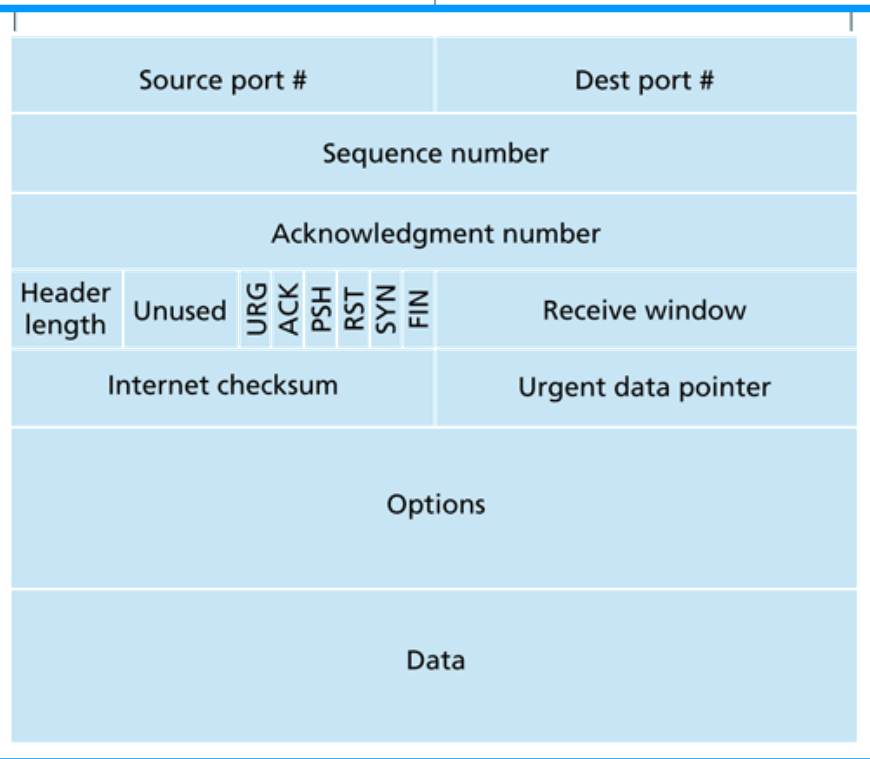 Source port #
Dest port #
Sequence number
Acknowledgment number
Header
length
Unused
URG
ACK
PSH
RST
SYN
FIN
Receive window
Internet checksum
Urgent data pointer
Options
Data